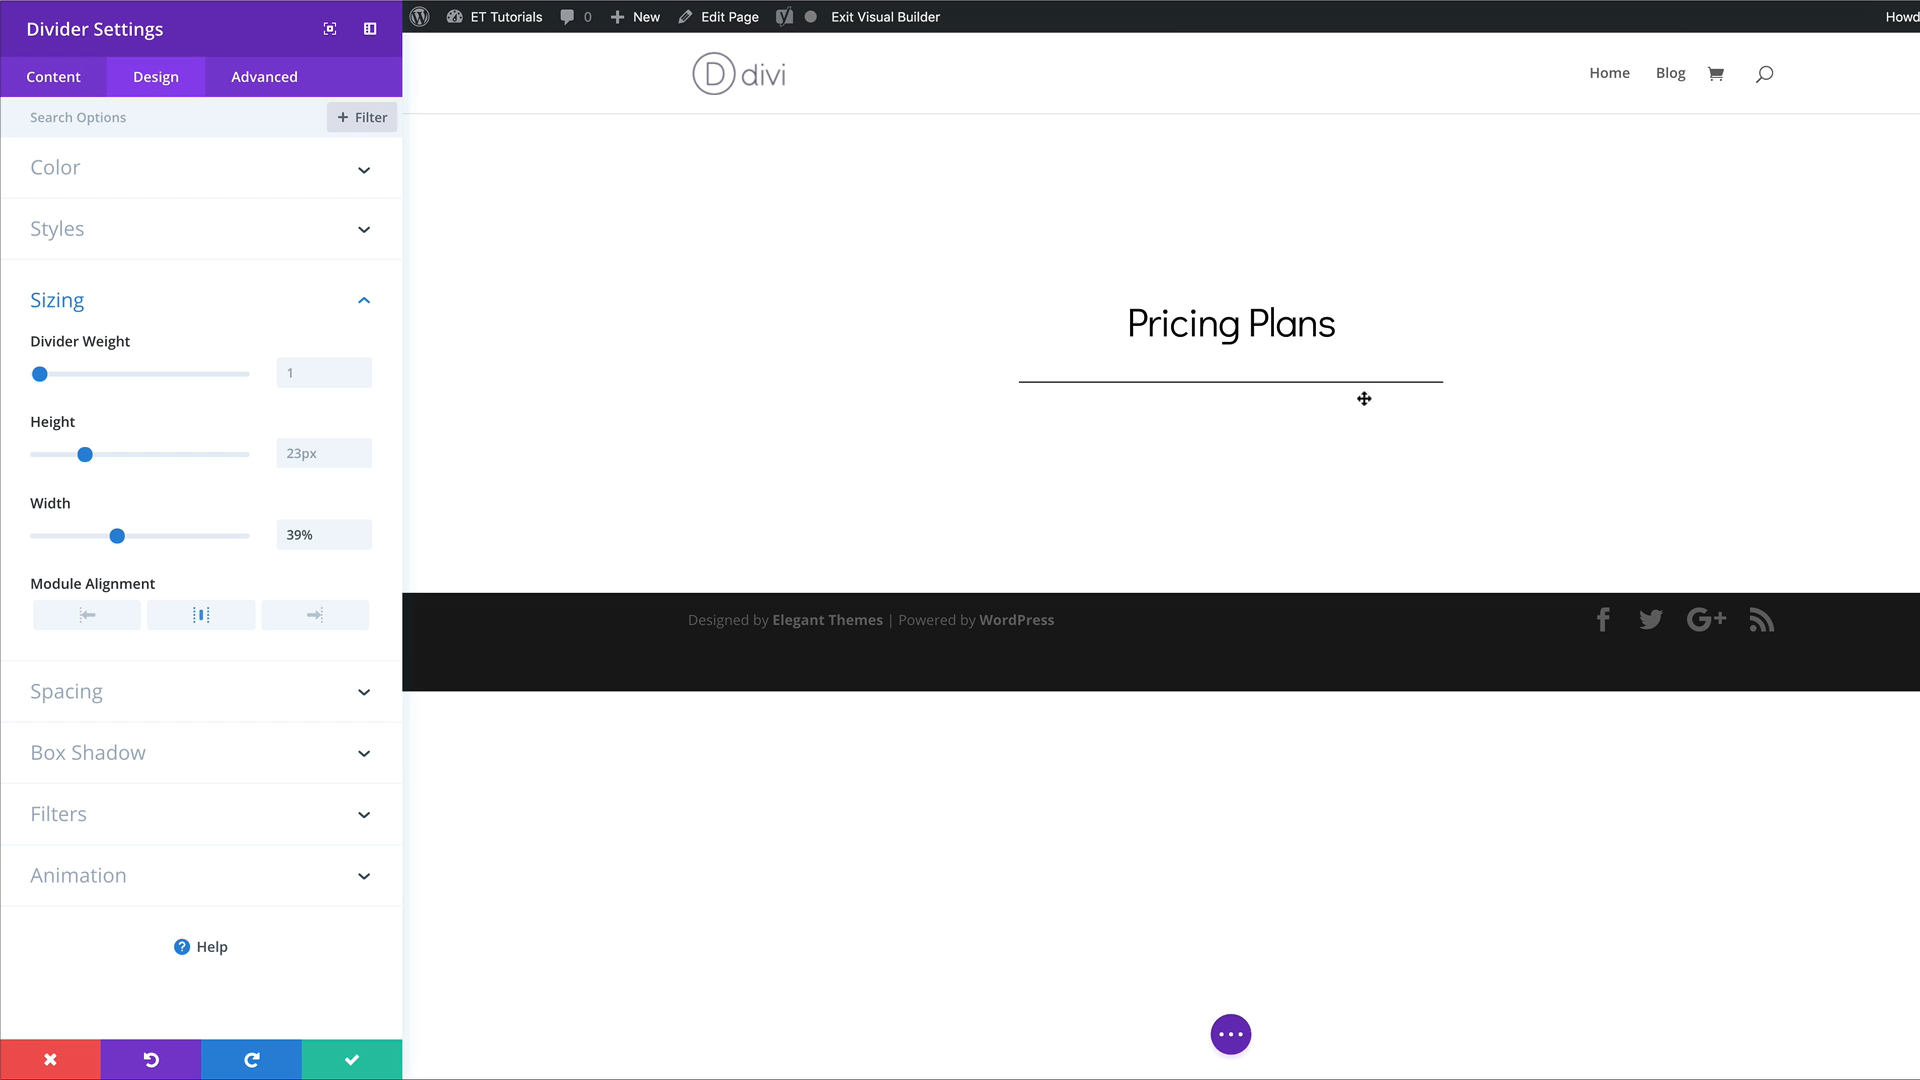 Divider Settings
Content Design Advanced
Search Options + Filter
Color
Styles
Sizing
Divider Weight
1
Height
23px
Width
39%
Module Alignment
Spacing
Box Shadow
Filters
Animation
? Help
ET Tutorials 0 + New Edit Page Exit Visual Builder Howd
D divi
Home Blog
Pricing Plans
Designed by Elegant Themes | Powered by WordPress
G+